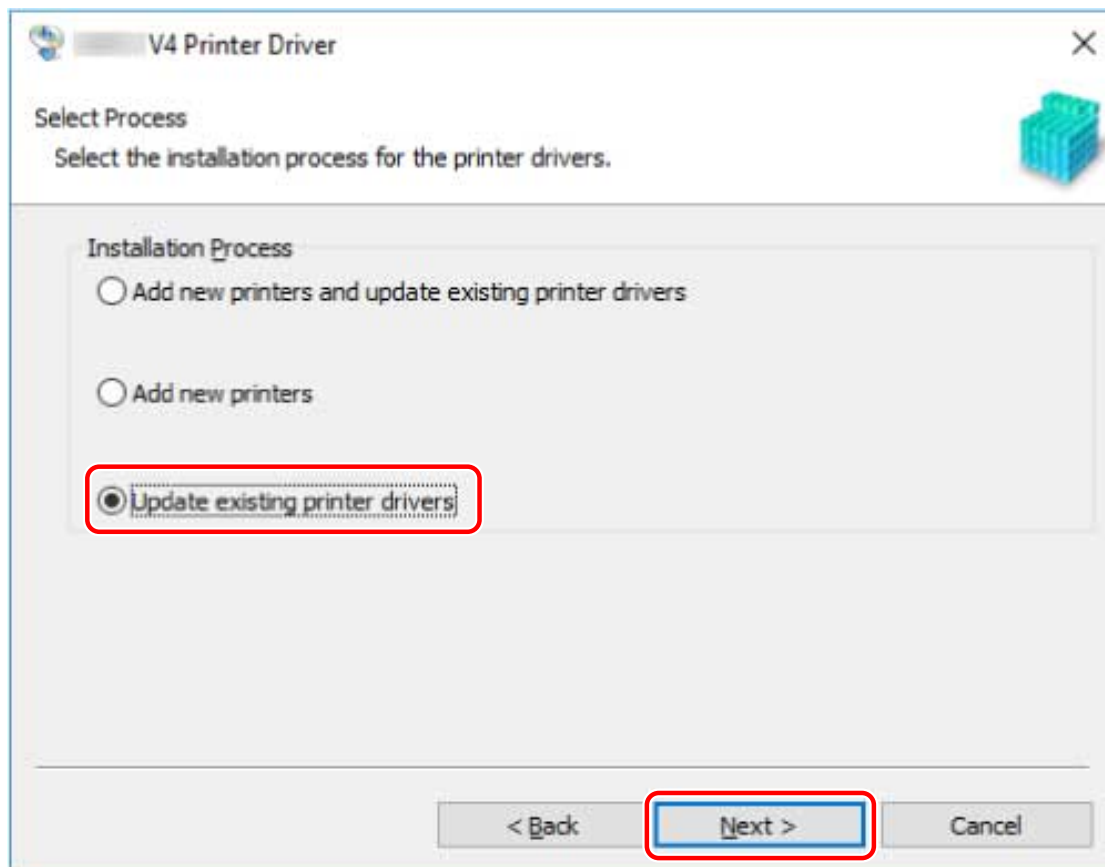 V4 Printer Driver
Select Process
Select the installation process for the printer drivers.
Installation Process
Add new printers and update existing printer drivers
Add new printers
Update existing printer drivers
< Back Next > Cancel